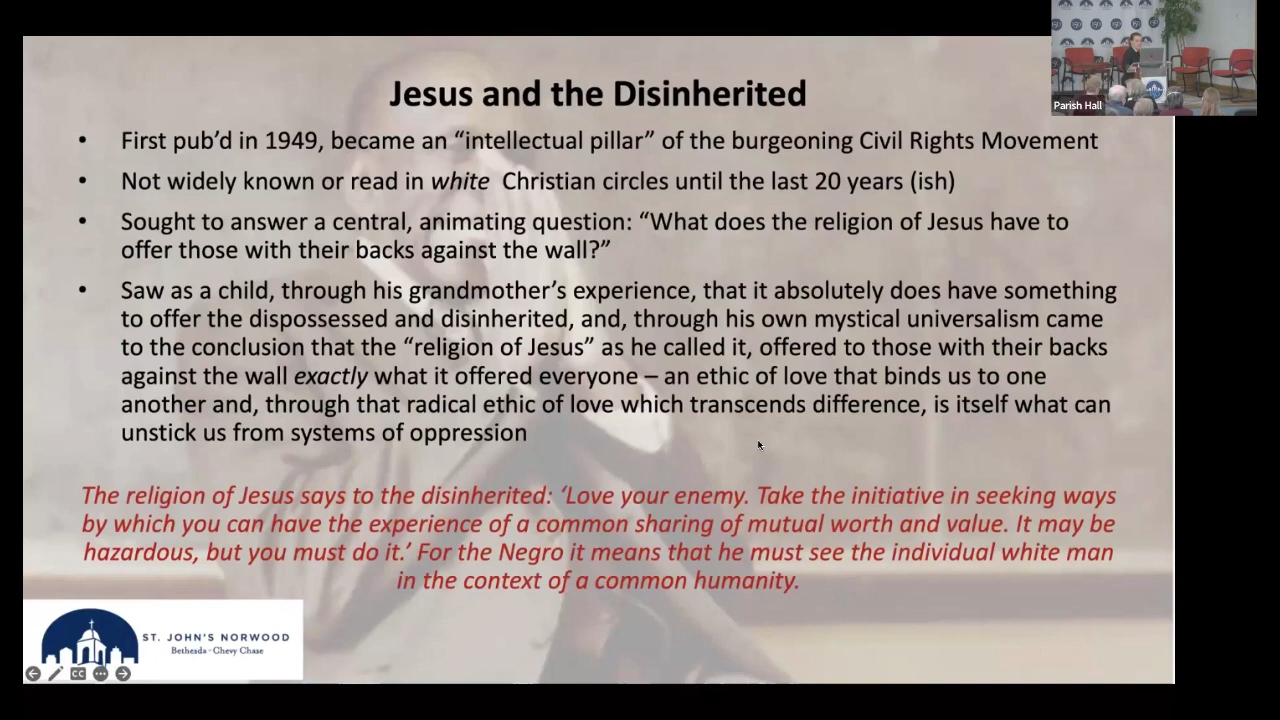 Jesus and the Disinherited
• First pub’d in 1949, became an “intellectual pillar” of the burgeoning Civil Rights Movement
• Not widely known or read in white Christian circles until the last 20 years (ish)
• Sought to answer a central, animating question: “What does the religion of Jesus have to
offer those with their backs against the wall?”
• Saw as a child, through his grandmother’s experience, that it absolutely does have something
to offer the dispossessed and disinherited, and, through his own mystical universalism came
to the conclusion that the “religion of Jesus” as he called it, offered to those with their backs
against the wall exactly what it offered everyone – an ethic of love that binds us to one
another and, through that radical ethic of love which transcends difference, is itself what can
unstick us from systems of oppression
The religion of Jesus says to the disinherited: ‘Love your enemy. Take the initiative in seeking ways
by which you can have the experience of a common sharing of mutual worth and value. It may be
hazardous, but you must do it.’ For the Negro it means that he must see the individual white man
in the context of a common humanity.
ST. JOHN'S NORWOOD
Bethesda - Chevy Chase
CC
Parish Hall